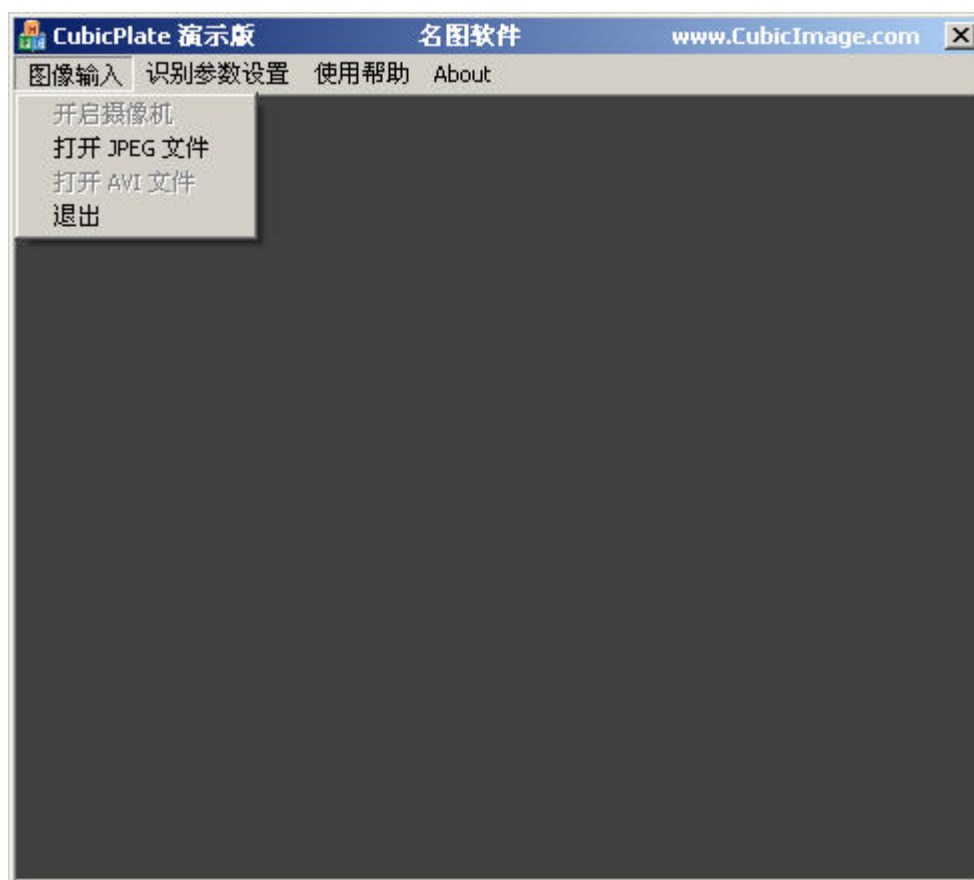 CubicPlate 演示版 名图软件 www.CubicImage.com
图像输入 识别参数设置 使用帮助 About
开启摄像机
打开 JPEG 文件
打开 AVI 文件
退出